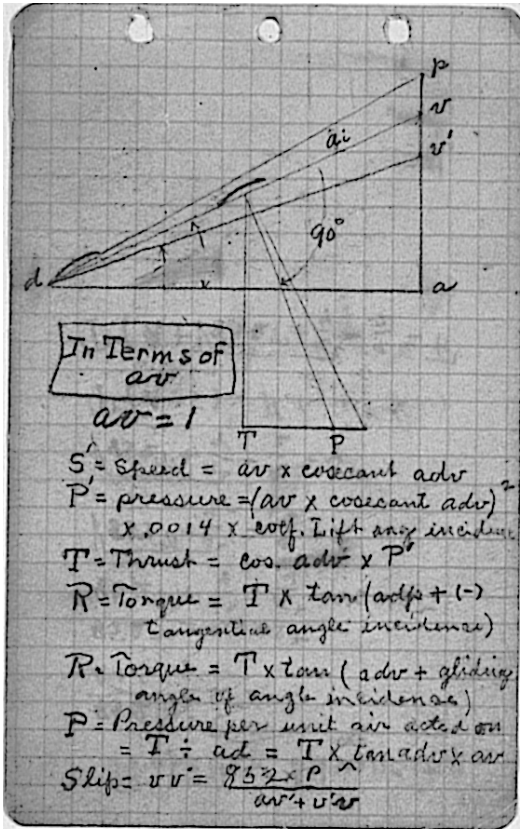 p
v
v'
ai
90°
d
a
In Terms of
av
av = 1
T P
S' = Speed = av x cosecant adv
P' = pressure = (av x cosecant adv)²
x .0014 x coef. Lift ang incidence
T = Thrust = cos. adv x P'
R = Torque = T x tan (adp + (-)
tangential angle incidence)
R = Torque = T x tan (adv + gliding
angle of angle incidence)
P = Pressure per unit air acted on
= T ÷ ad = T x tan adv x av
Slip = vv' = 852 x P
av' + v'v